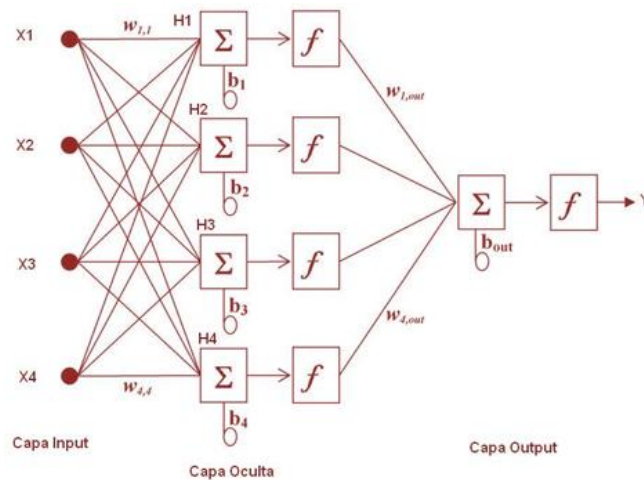 X1
w1,1
H1
Σ
f
b1
w1,out
X2
H2
Σ
f
b2
Σ
f
Y
bout
X3
H3
Σ
f
b3
w4,out
X4
w4,4
H4
Σ
f
b4
Capa Input
Capa Oculta
Capa Output